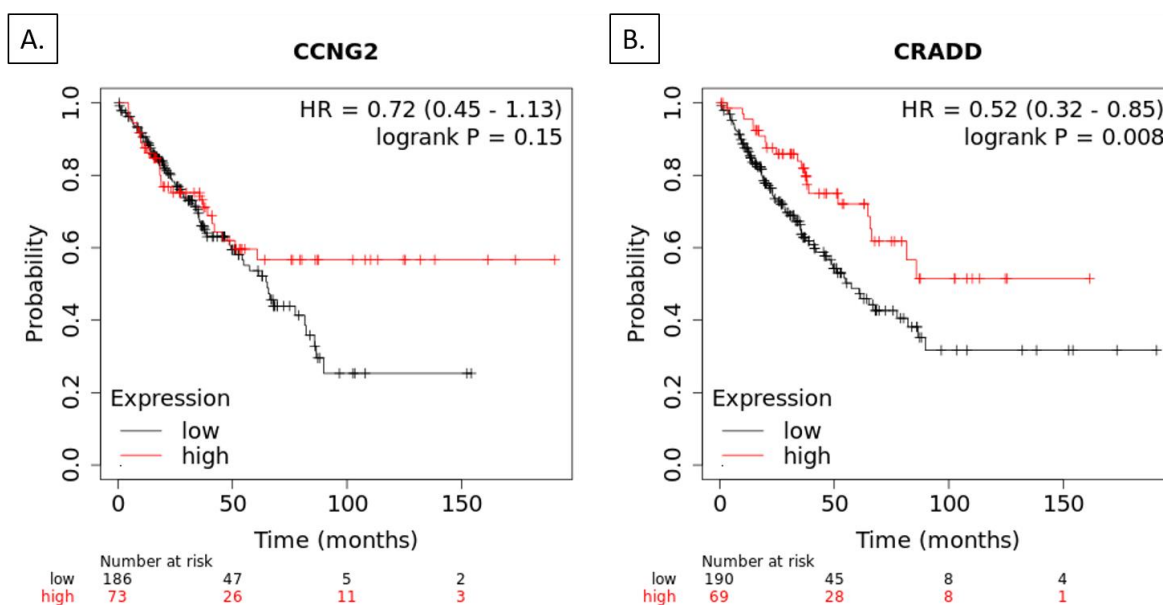 A.
CCNG2
HR = 0.72 (0.45 - 1.13)
logrank P = 0.15
Probability
1.0
0.8
0.6
0.4
0.2
0.0
Expression
low
high
0 50 100 150
Time (months)
Number at risk
low 186 47 5 2
high 73 26 11 3
B.
CRADD
HR = 0.52 (0.32 - 0.85)
logrank P = 0.008
Probability
1.0
0.8
0.6
0.4
0.2
0.0
Expression
low
high
0 50 100 150
Time (months)
Number at risk
low 190 45 8 4
high 69 28 8 1